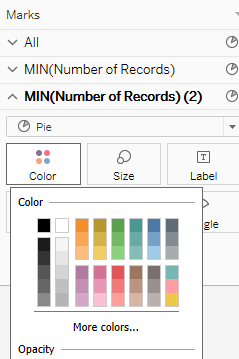 Marks
All
MIN(Number of Records)
MIN(Number of Records) (2)
Pie
Color
Size
Label
Color
gle
More colors...
Opacity